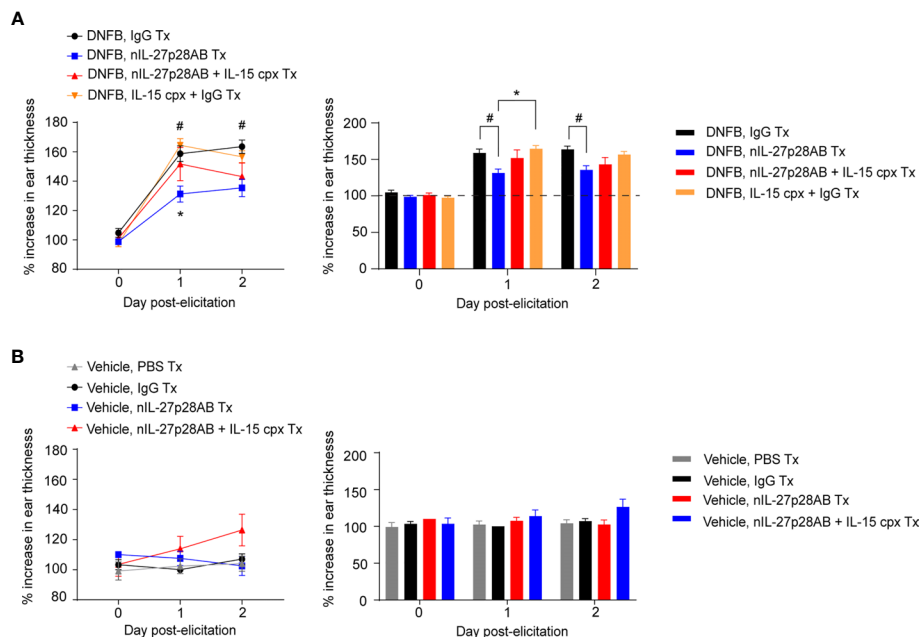 A
DNFB, IgG Tx
DNFB, nIL-27p28AB Tx
DNFB, nIL-27p28AB + IL-15 cpx Tx
DNFB, IL-15 cpx + IgG Tx
% increase in ear thicknesss
180
160
140
120
100
80
# #
*
0 1 2
Day post-elicitation
% increase in ear thicknesss
200
150
100
50
0
# * #
0 1 2
Day post-elicitation
DNFB, IgG Tx
DNFB, nIL-27p28AB Tx
DNFB, nIL-27p28AB + IL-15 cpx Tx
DNFB, IL-15 cpx + IgG Tx
B
Vehicle, PBS Tx
Vehicle, IgG Tx
Vehicle, nIL-27p28AB Tx
Vehicle, nIL-27p28AB + IL-15 cpx Tx
% increase in ear thicknesss
180
160
140
120
100
80
0 1 2
Day post-elicitation
% increase in ear thicknesss
200
150
100
50
0
0 1 2
Day post-elicitation
Vehicle, PBS Tx
Vehicle, IgG Tx
Vehicle, nIL-27p28AB Tx
Vehicle, nIL-27p28AB + IL-15 cpx Tx